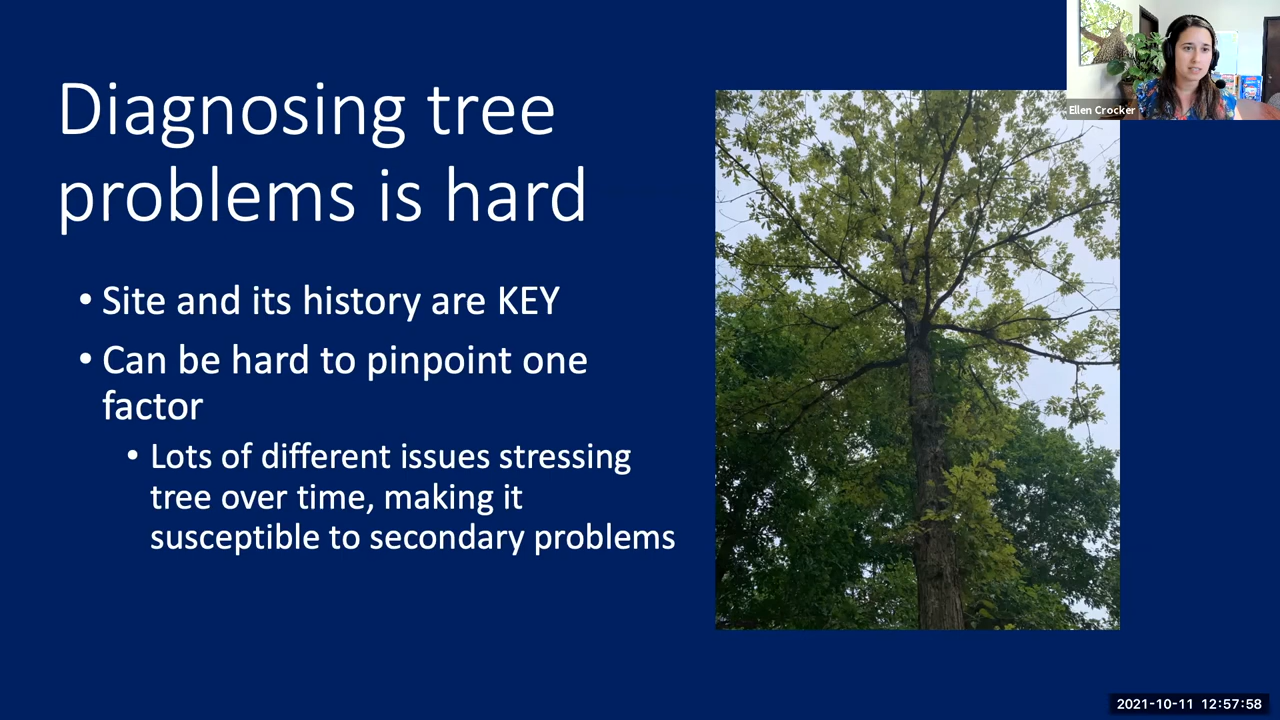 Diagnosing tree
problems is hard
• Site and its history are KEY
• Can be hard to pinpoint one
factor
• Lots of different issues stressing
tree over time, making it
susceptible to secondary problems
Ellen Crocker
2021-10-11 12:57:58